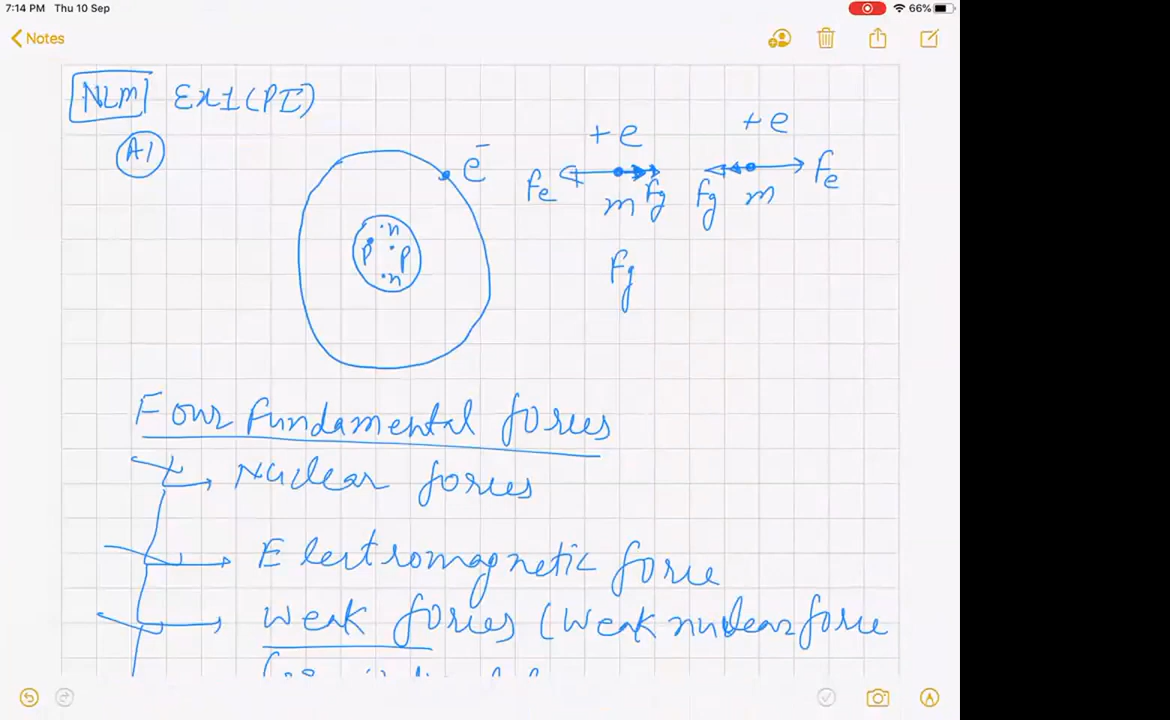 7:14 PM Thu 10 Sep
66%
Notes
NLM Ex1(PI)
A1
e-
+e
+e
Fe
m
Fg
Fg
m
Fe
n
p
p
n
Fg
Four Fundamental forces
Nuclear forces
Electromagnetic force
weak forces (weak nuclear force